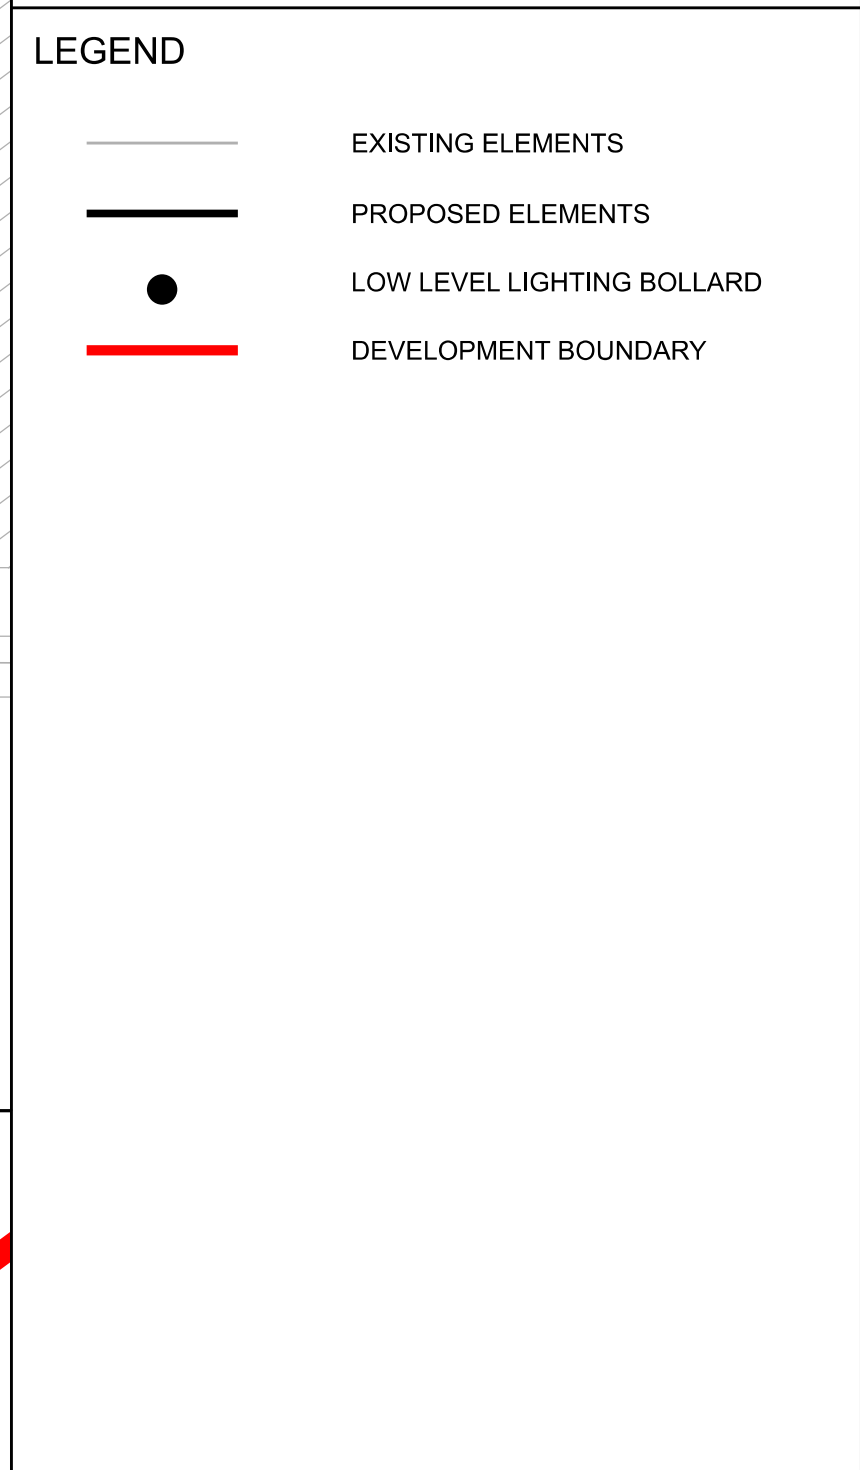 LEGEND
EXISTING ELEMENTS
PROPOSED ELEMENTS
LOW LEVEL LIGHTING BOLLARD
DEVELOPMENT BOUNDARY